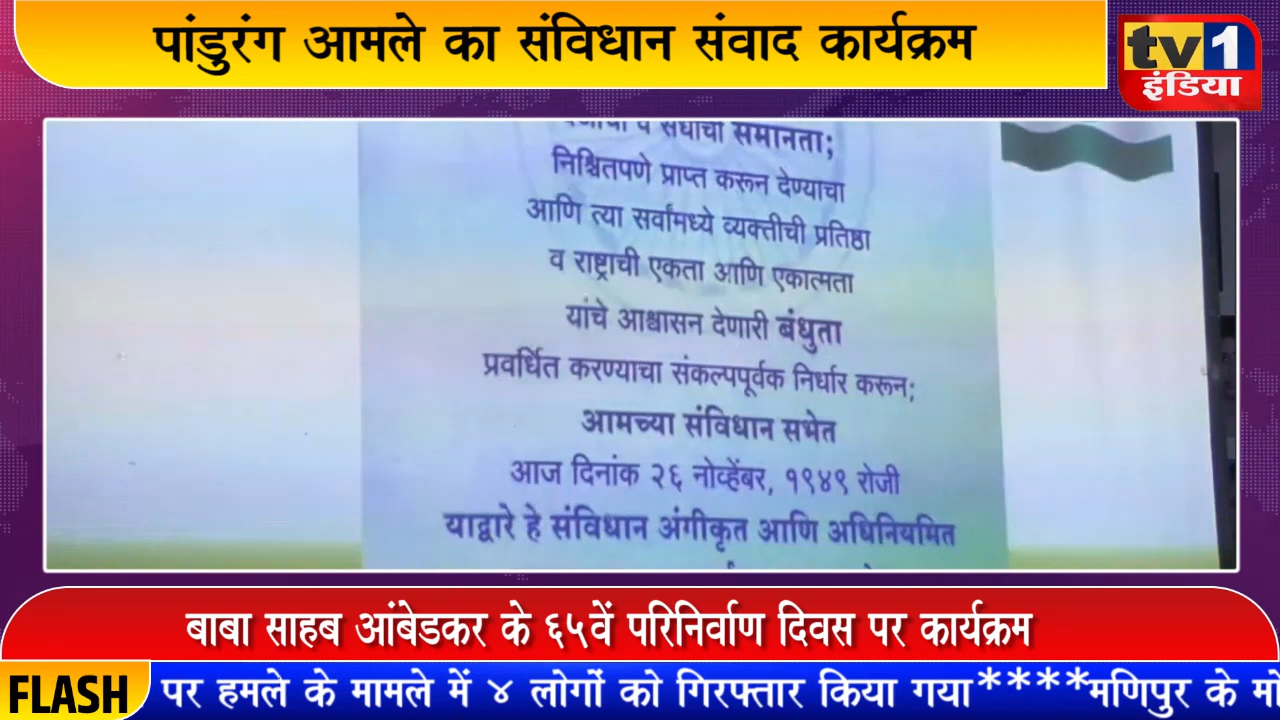 पांडुरंग आमले का संविधान संवाद कार्यक्रम
tv1
इंडिया
व संधीची समानता;
निश्चितपणे प्राप्त करून देण्याचा
आणि त्या सर्वांमध्ये व्यक्तीची प्रतिष्ठा
व राष्ट्राची एकता आणि एकात्मता
यांचे आश्वासन देणारी बंधुता
प्रवर्धित करण्याचा संकल्पपूर्वक निर्धार करून;
आमच्या संविधान सभेत
आज दिनांक २६ नोव्हेंबर, १९४९ रोजी
याद्वारे हे संविधान अंगीकृत आणि अधिनियमित
बाबा साहब आंबेडकर के ६५वें परिनिर्वाण दिवस पर कार्यक्रम
FLASH पर हमले के मामले में ४ लोगों को गिरफ्तार किया गया****मणिपुर के